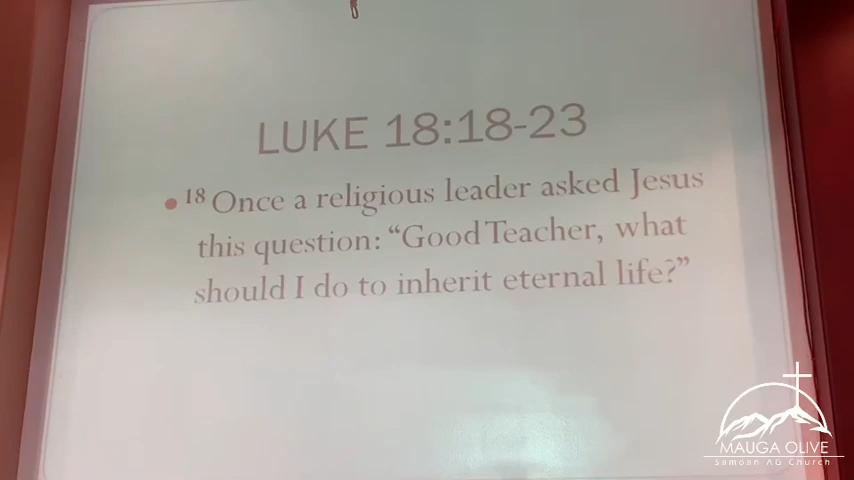 LUKE 18:18-23
• 18 Once a religious leader asked Jesus
this question: “Good Teacher, what
should I do to inherit eternal life?”
MAUGA OLIVE
Samoan AG Church